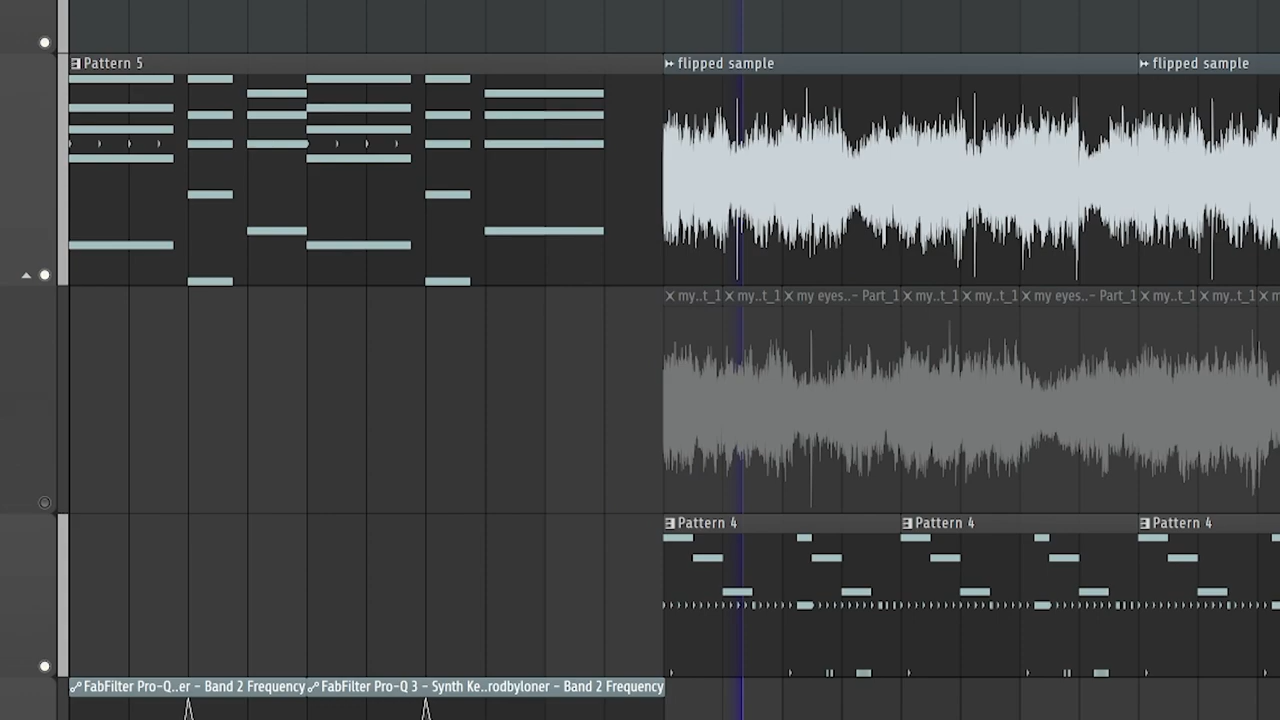 Pattern 5
flipped sample
flipped sample
my..t_1
my..t_1
my eyes..- Part_1
my..t_1
my..t_1
my eyes..- Part_1
my..t_1
my..t_1
Pattern 4
Pattern 4
Pattern 4
FabFilter Pro-Q..er - Band 2 Frequency
FabFilter Pro-Q 3 - Synth Ke..rodbyloner - Band 2 Frequency